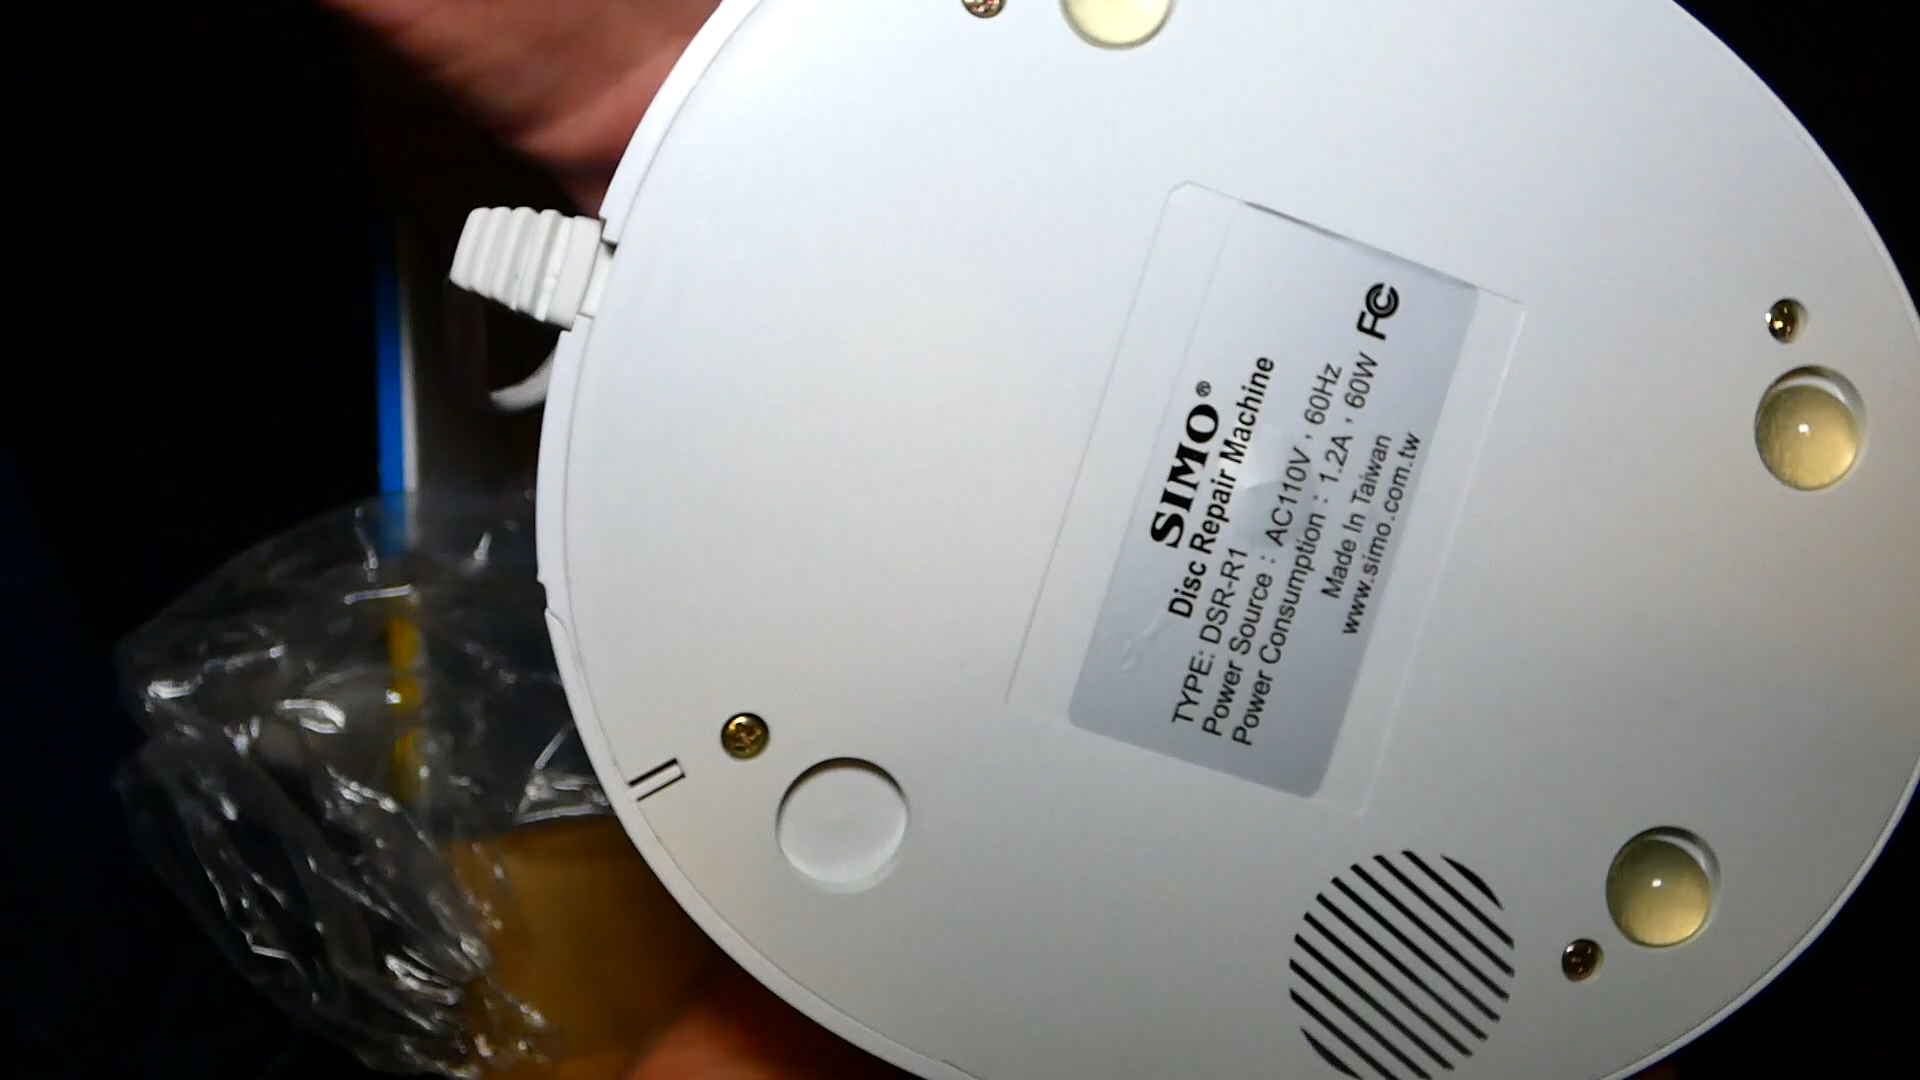 SIMO®
Disc Repair Machine
TYPE: DSR-R1
Power Source : AC110V , 60Hz
Power Consumption : 1.2A , 60W FC
Made In Taiwan
www.simo.com.tw